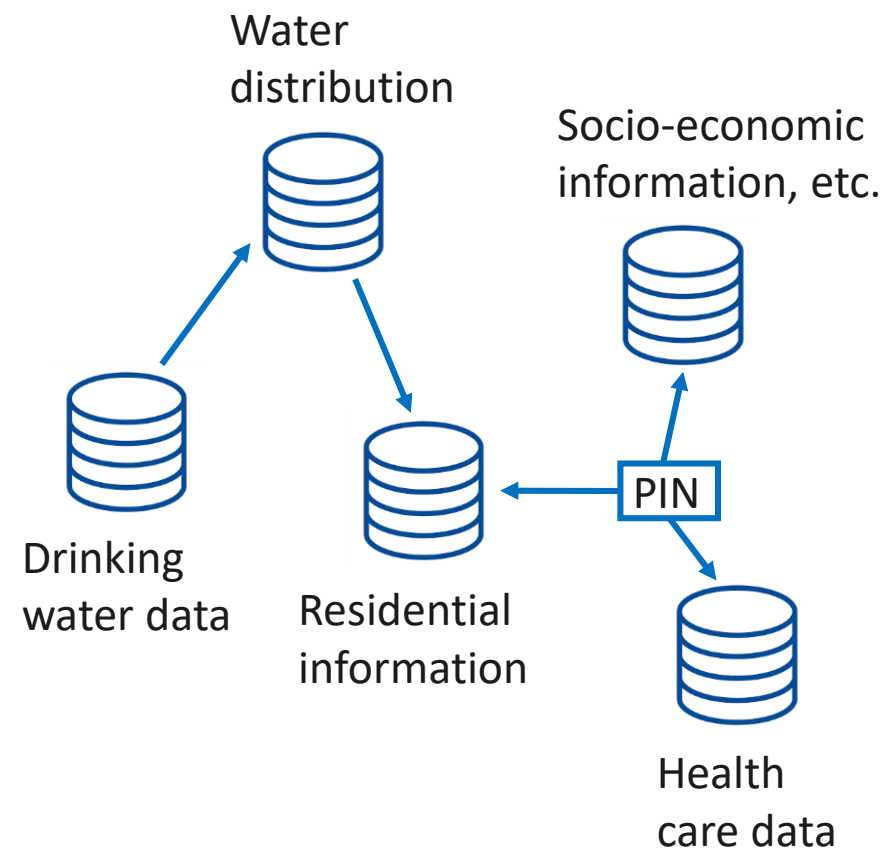 Water
distribution
Socio-economic
information, etc.
PIN
Drinking
water data
Residential
information
Health
care data